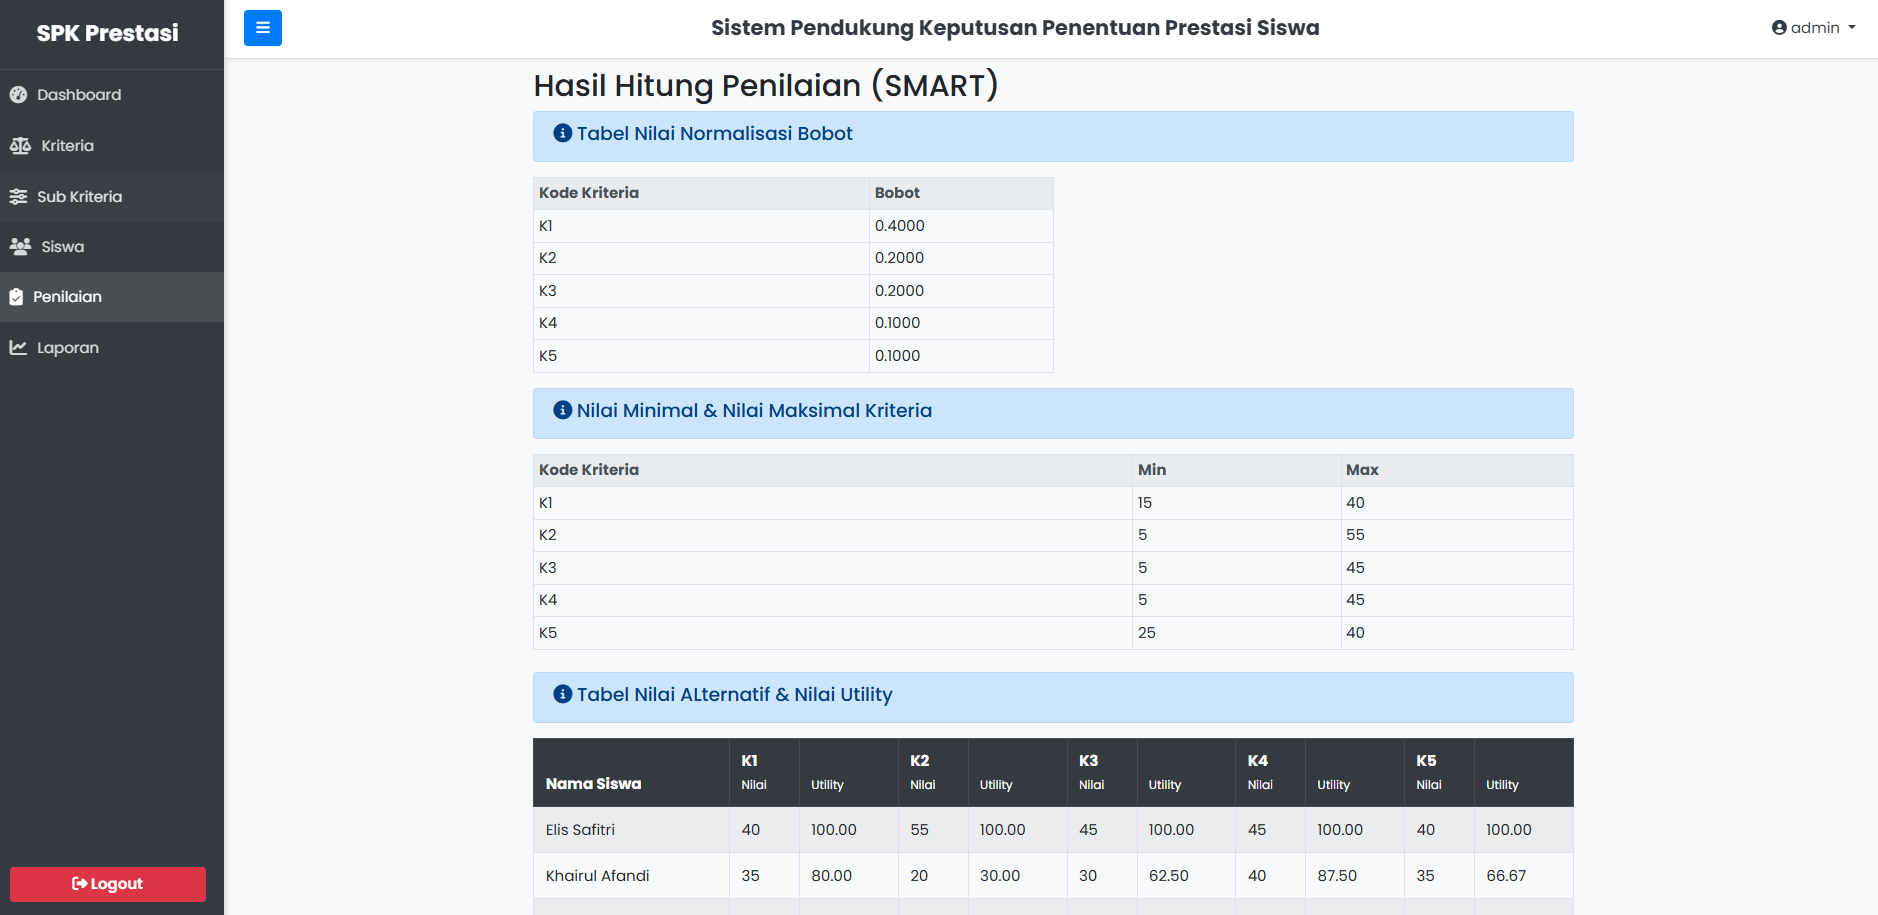 SPK Prestasi
Sistem Pendukung Keputusan Penentuan Prestasi Siswa
admin
Dashboard
Kriteria
Sub Kriteria
Siswa
Penilaian
Laporan
Logout
Hasil Hitung Penilaian (SMART)
Tabel Nilai Normalisasi Bobot
Kode Kriteria Bobot
K1 0.4000
K2 0.2000
K3 0.2000
K4 0.1000
K5 0.1000
Nilai Minimal & Nilai Maksimal Kriteria
Kode Kriteria Min Max
K1 15 40
K2 5 55
K3 5 45
K4 5 45
K5 25 40
Tabel Nilai ALternatif & Nilai Utility
K1 K2 K3 K4 K5
Nama Siswa Nilai Utility Nilai Utility Nilai Utility Nilai Utility Nilai Utility
Elis Safitri 40 100.00 55 100.00 45 100.00 45 100.00 40 100.00
Khairul Afandi 35 80.00 20 30.00 30 62.50 40 87.50 35 66.67